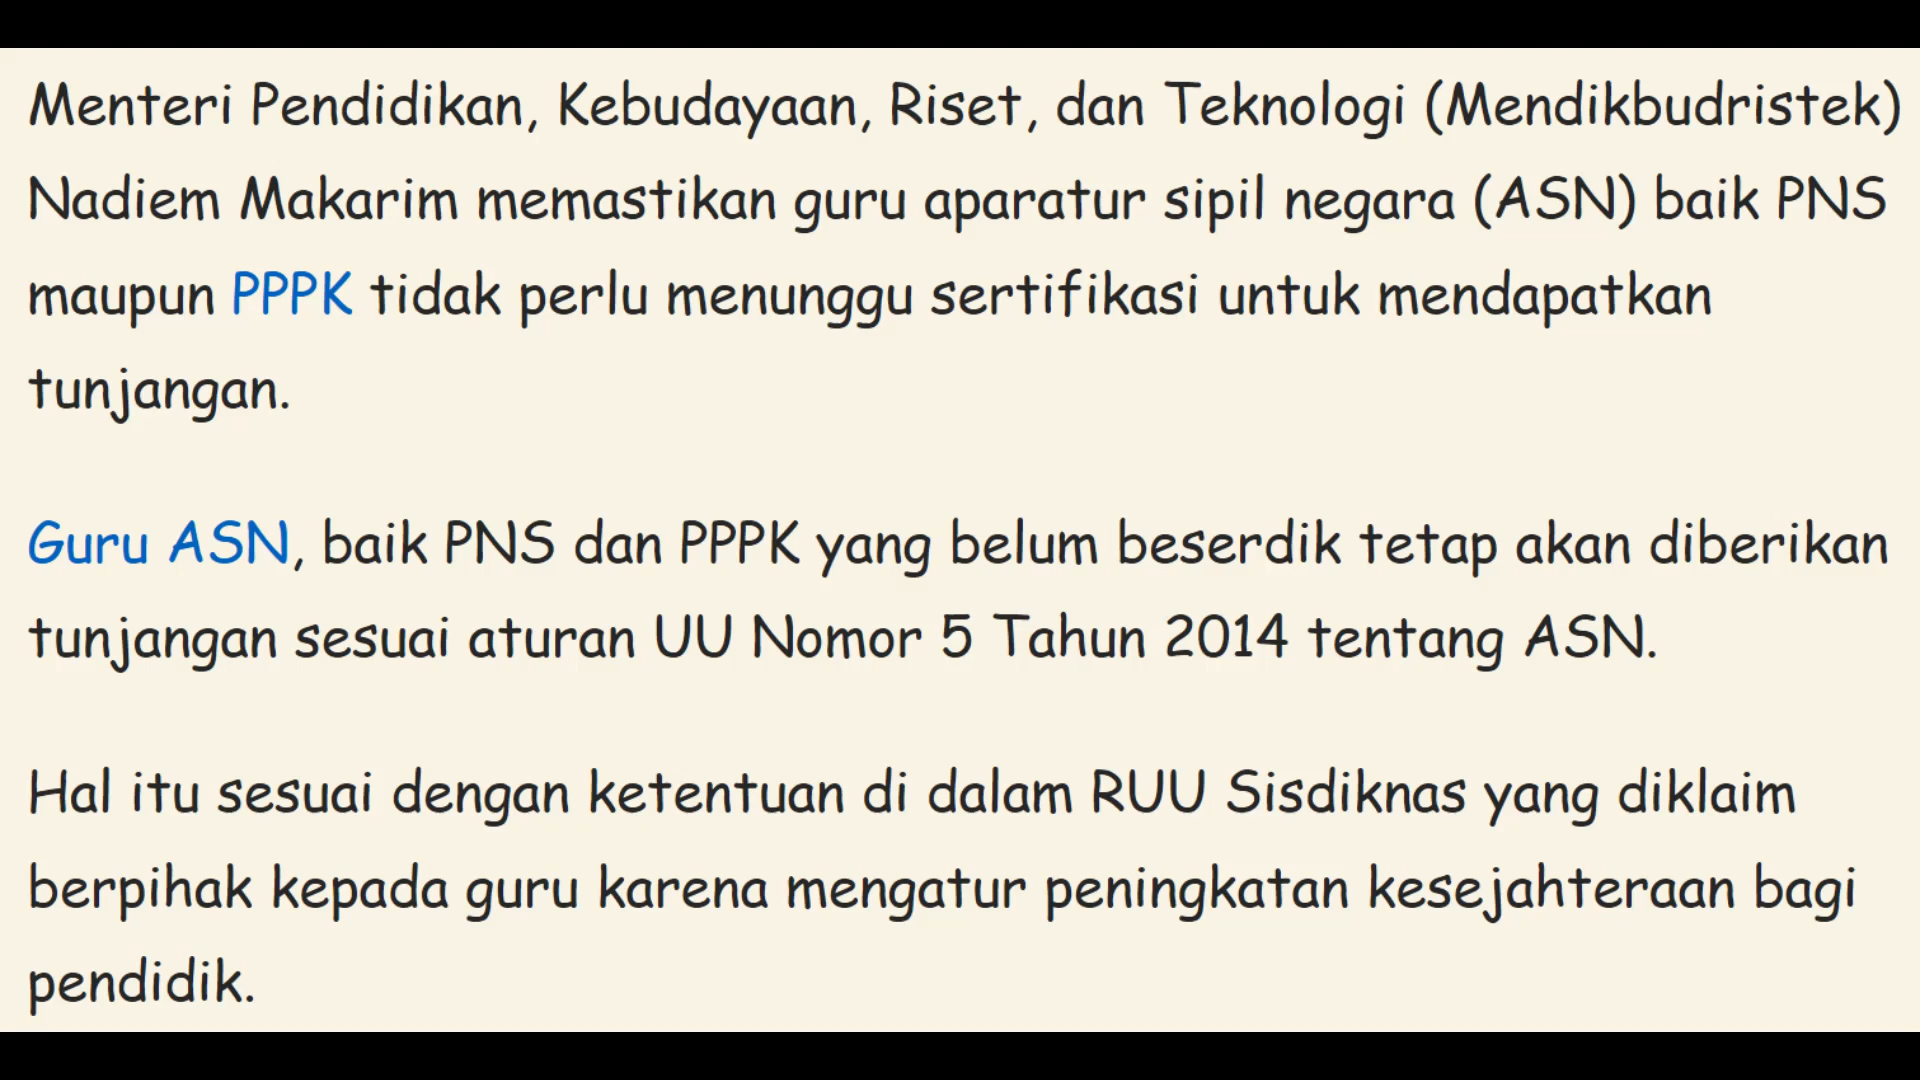 Menteri Pendidikan, Kebudayaan, Riset, dan Teknologi (Mendikbudristek)
Nadiem Makarim memastikan guru aparatur sipil negara (ASN) baik PNS
maupun PPPK tidak perlu menunggu sertifikasi untuk mendapatkan
tunjangan.
Guru ASN, baik PNS dan PPPK yang belum beserdik tetap akan diberikan
tunjangan sesuai aturan UU Nomor 5 Tahun 2014 tentang ASN.
Hal itu sesuai dengan ketentuan di dalam RUU Sisdiknas yang diklaim
berpihak kepada guru karena mengatur peningkatan kesejahteraan bagi
pendidik.